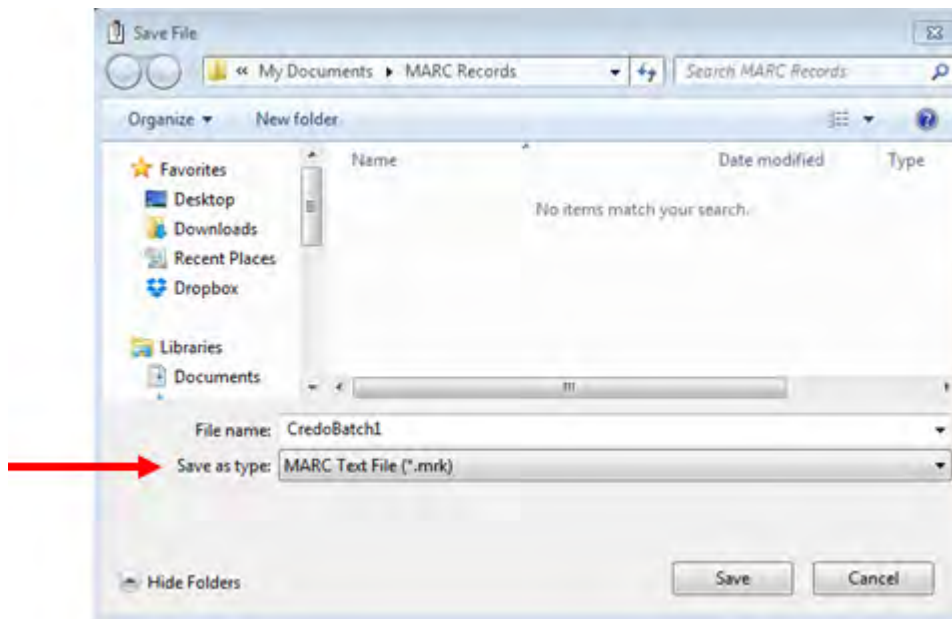 Save File
« My Documents ▸ MARC Records
Search MARC Records
Organize ▾ New folder
Name Date modified Type
Favorites
No items match your search.
Desktop
Downloads
Recent Places
Dropbox
Libraries
Documents
File name: CredoBatch1
Save as type: MARC Text File (*.mrk)
Hide Folders
Save Cancel